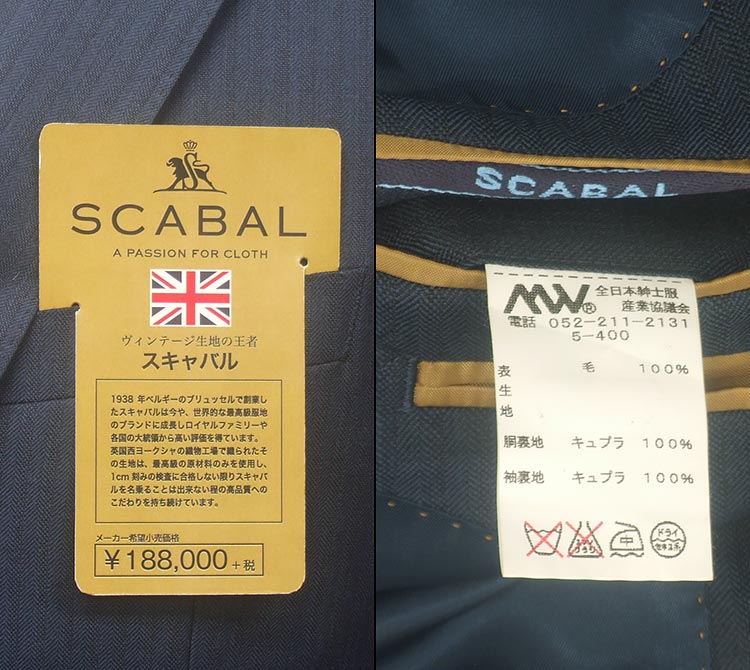 SCABAL
A PASSION FOR CLOTH
ヴィンテージ生地の王者
スキャバル
1938 年ベルギーのブリュッセルで創業し
たスキャバルは今や、世界的な最高級服地
のブランドに成長しロイヤルファミリーや
各国の大統領から高い評価を得ています。
英国西ヨークシャの織物工場で織られたそ
の生地は、最高級の原材料のみを使用し、
1cm 刻みの検査に合格しない限りスキャバ
ルを名乗ることは出来ない程の高品質への
こだわりを持ち続けています。
メーカー希望小売価格
¥188,000+税
SCABAL
MW® 全日本紳士服
産業協議会
電話 052-211-2131
5-400
表生地 毛 100%
胴裏地 キュプラ 100%
袖裏地 キュプラ 100%
エンソ サラシ 中 ドライ セキユ系